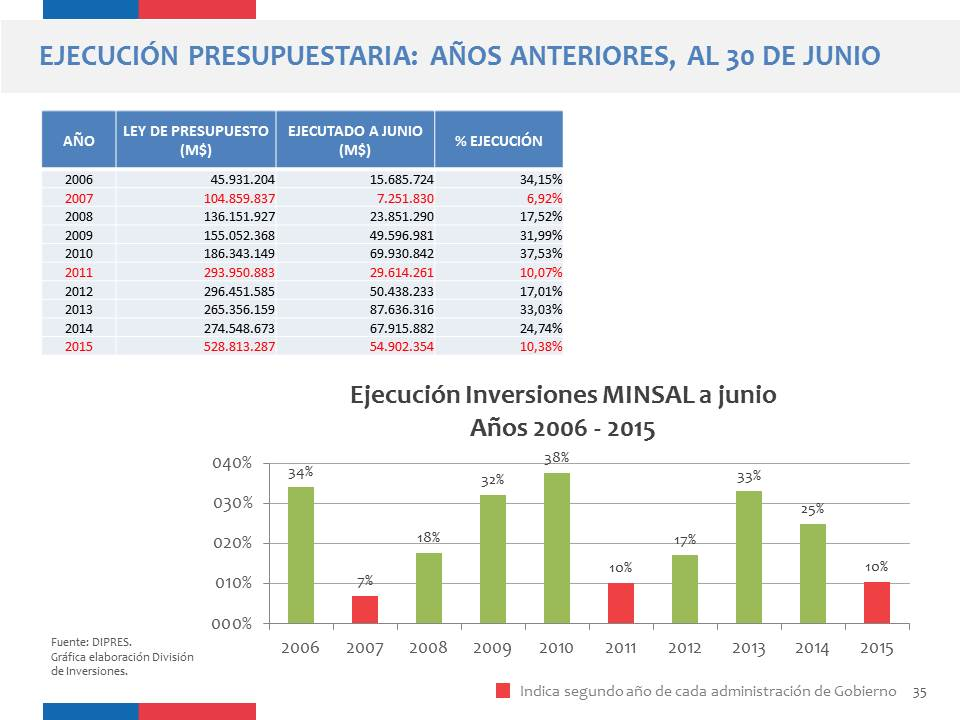 EJECUCIÓN PRESUPUESTARIA: AÑOS ANTERIORES, AL 30 DE JUNIO
AÑO LEY DE PRESUPUESTO (M$) EJECUTADO A JUNIO (M$) % EJECUCIÓN
2006 45.931.204 15.685.724 34,15%
2007 104.859.837 7.251.830 6,92%
2008 136.151.927 23.851.290 17,52%
2009 155.052.368 49.596.981 31,99%
2010 186.343.149 69.930.842 37,53%
2011 293.950.883 29.614.261 10,07%
2012 296.451.585 50.438.233 17,01%
2013 265.356.159 87.636.316 33,03%
2014 274.548.673 67.915.882 24,74%
2015 528.813.287 54.902.354 10,38%
Ejecución Inversiones MINSAL a junio
Años 2006 - 2015
040%
030%
020%
010%
000%
34% 7% 18% 32% 38% 10% 17% 33% 25% 10%
2006 2007 2008 2009 2010 2011 2012 2013 2014 2015
Fuente: DIPRES.
Gráfica elaboración División
de Inversiones.
Indica segundo año de cada administración de Gobierno 35